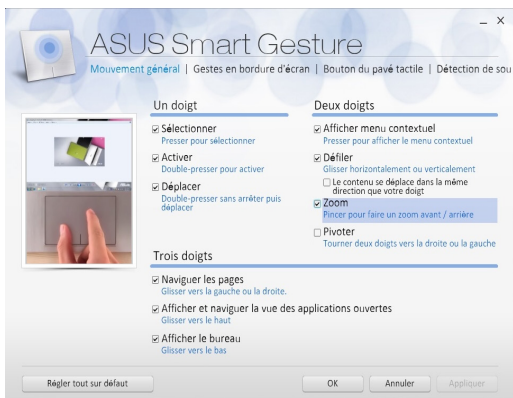 ASUS Smart Gesture
Mouvement général | Gestes en bordure d'écran | Bouton du pavé tactile | Détection de sou
Un doigt
Sélectionner
Presser pour sélectionner
Activer
Double-presser pour activer
Déplacer
Double-presser sans arrêter puis
déplacer
Deux doigts
Afficher menu contextuel
Presser pour afficher le menu contextuel
Défiler
Glisser horizontalement ou verticalement
Le contenu se déplace dans la même
direction que votre doigt
Zoom
Pincer pour faire un zoom avant / arrière
Pivoter
Tourner deux doigts vers la droite ou la gauche
Trois doigts
Naviguer les pages
Glisser vers la gauche ou la droite.
Afficher et naviguer la vue des applications ouvertes
Glisser vers le haut
Afficher le bureau
Glisser vers le bas
Régler tout sur défaut
OK
Annuler
Appliquer